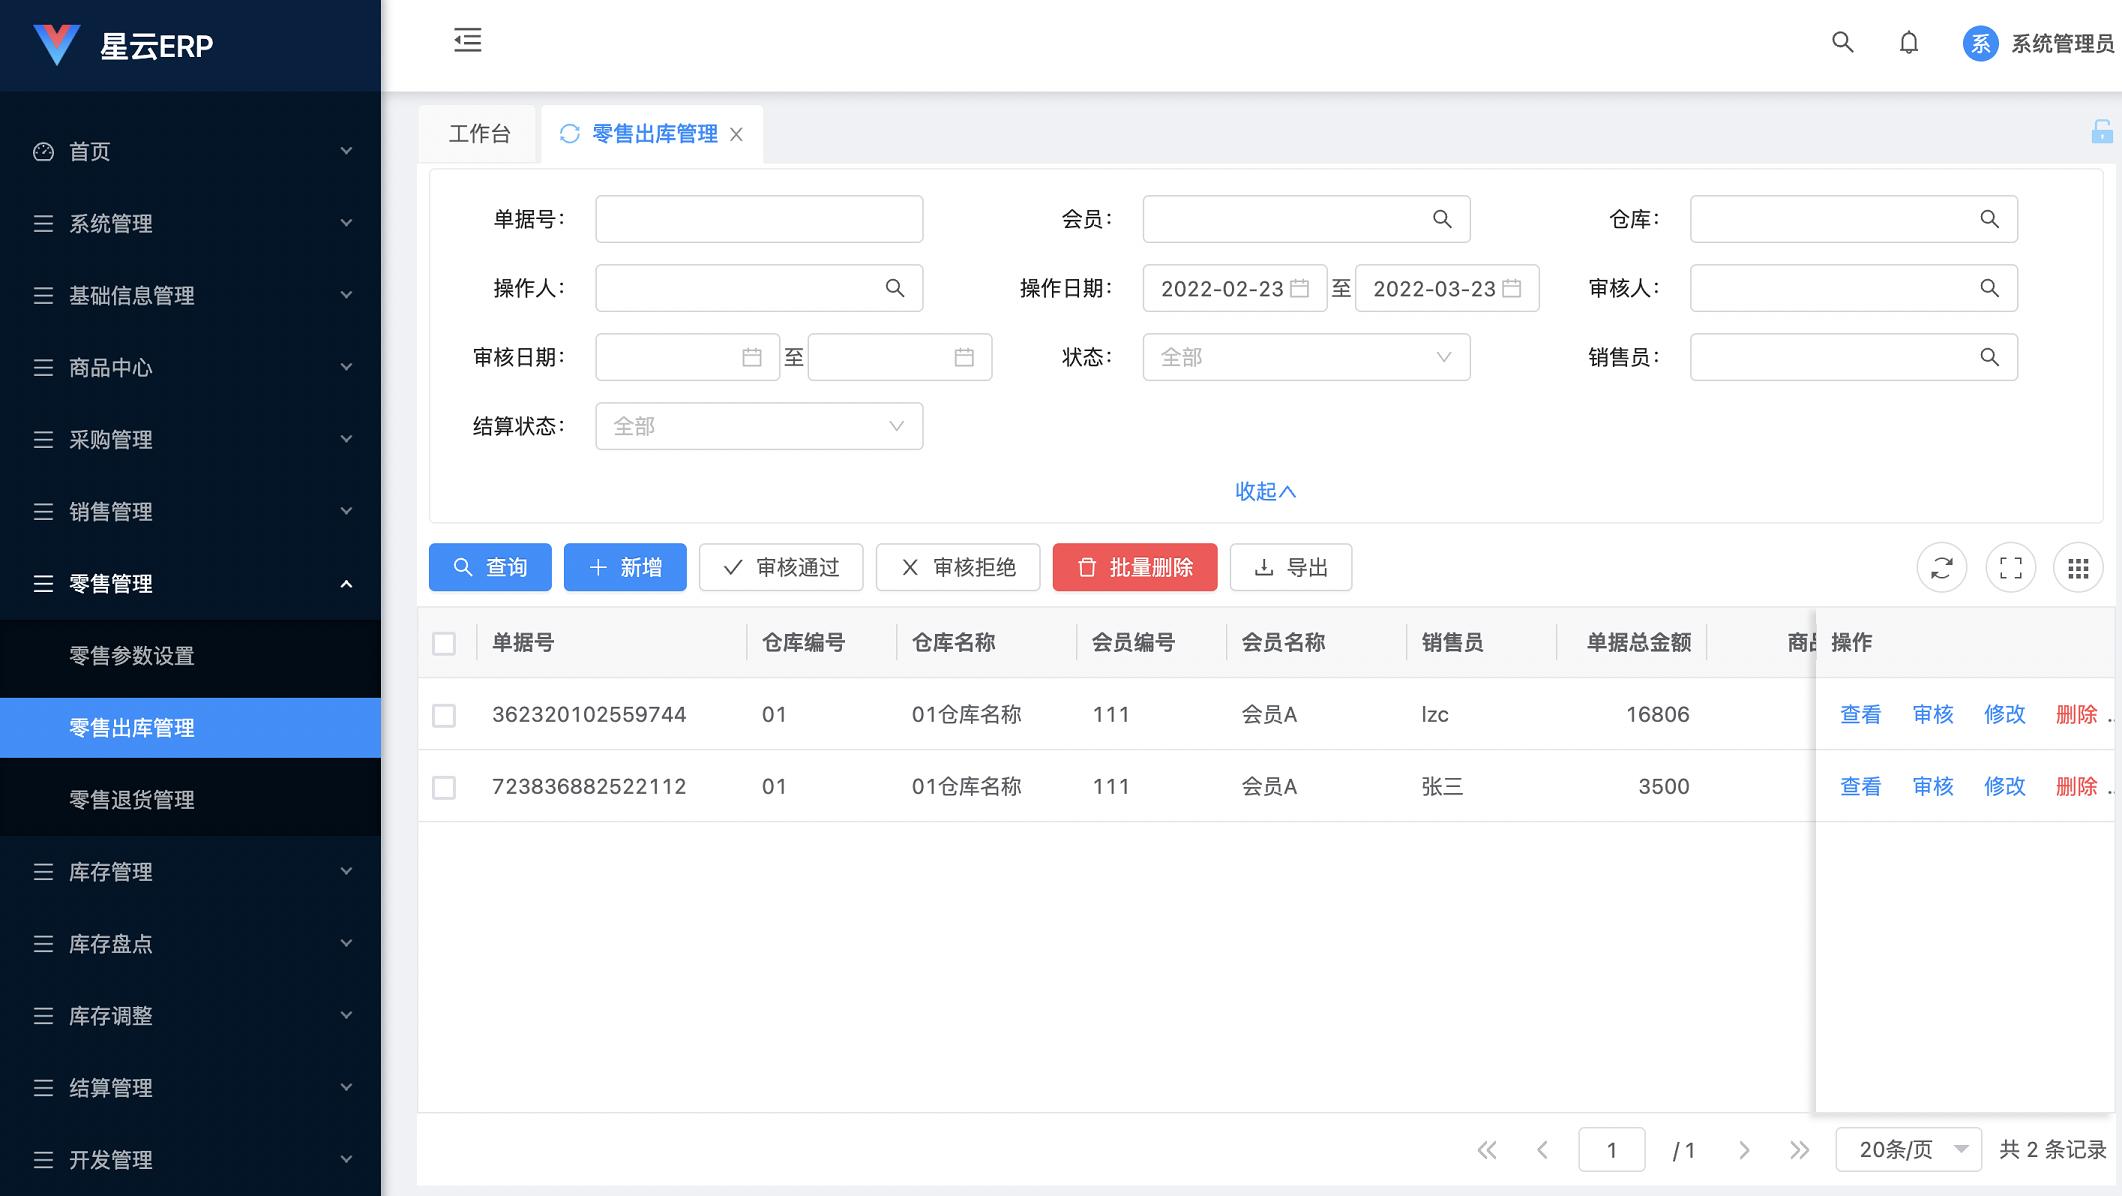 星云ERP
系 系统管理员
首页
系统管理
基础信息管理
商品中心
采购管理
销售管理
零售管理
零售参数设置
零售出库管理
零售退货管理
库存管理
库存盘点
库存调整
结算管理
开发管理
工作台 零售出库管理
单据号: 会员: 仓库:
操作人: 操作日期: 2022-02-23 至 2022-03-23 审核人:
审核日期: 至 状态: 全部 销售员:
结算状态: 全部
收起
查询 新增 审核通过 审核拒绝 批量删除 导出
单据号 仓库编号 仓库名称 会员编号 会员名称 销售员 单据总金额 商品 操作
362320102559744 01 01仓库名称 111 会员A lzc 16806 查看 审核 修改 删除 ..
723836882522112 01 01仓库名称 111 会员A 张三 3500 查看 审核 修改 删除 ..
1 / 1 20条/页 共 2 条记录